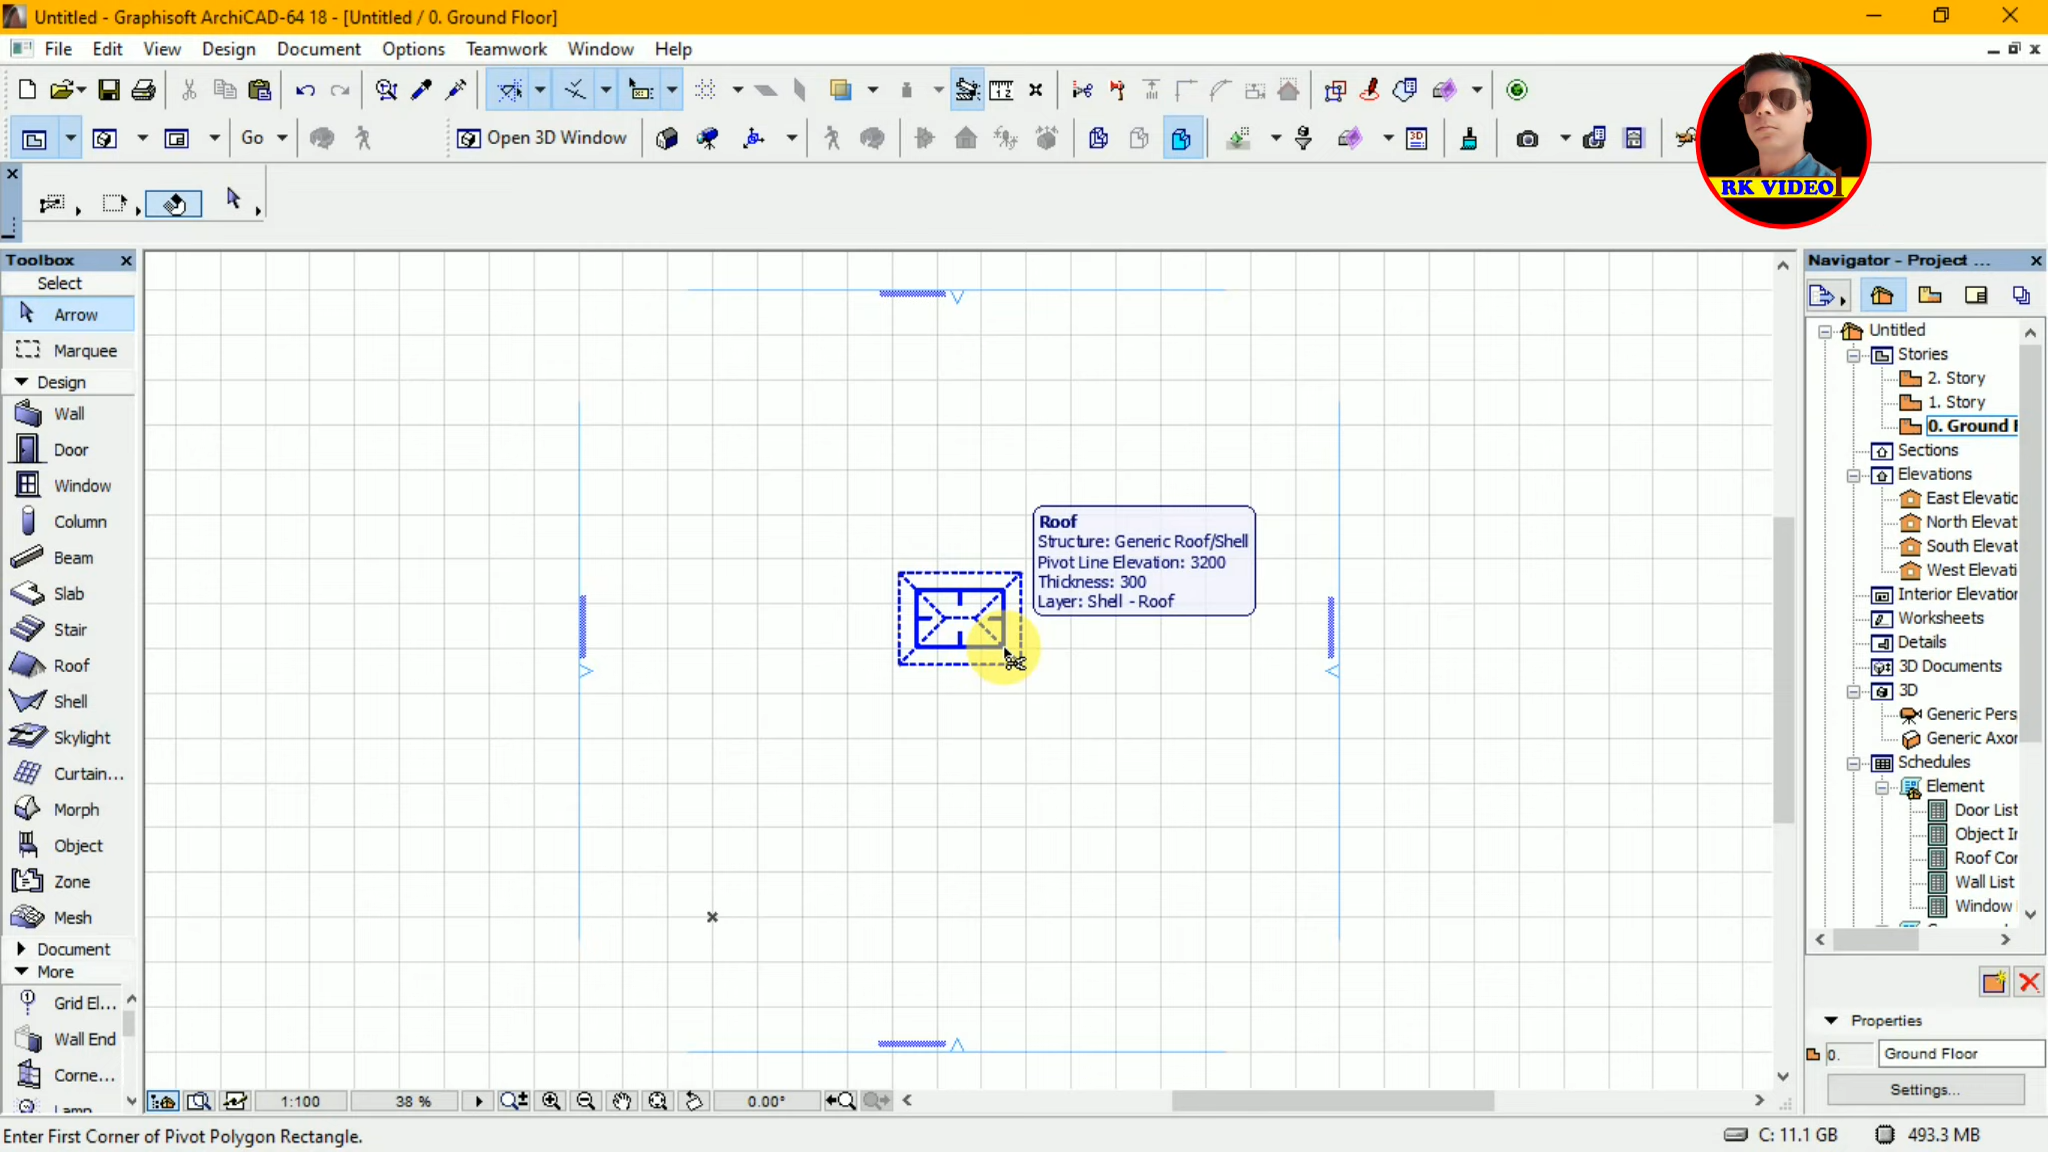 Untitled - Graphisoft ArchiCAD-64 18 - [Untitled / 0. Ground Floor]
File Edit View Design Document Options Teamwork Window Help
Go Open 3D Window
RK VIDEO1
Toolbox
Select
Arrow
Marquee
Design
Wall
Door
Window
Column
Beam
Slab
Stair
Roof
Shell
Skylight
Curtain...
Morph
Object
Zone
Mesh
Document
More
Grid El...
Wall End
Corne...
Lamp
Roof
Structure: Generic Roof/Shell
Pivot Line Elevation: 3200
Thickness: 300
Layer: Shell - Roof
Navigator - Project ...
Untitled
Stories
2. Story
1. Story
0. Ground F
Sections
Elevations
East Elevatic
North Elevat
South Elevat
West Elevati
Interior Elevation
Worksheets
Details
3D Documents
3D
Generic Pers
Generic Axor
Schedules
Element
Door List
Object Ir
Roof Cor
Wall List
Window
Properties
0. Ground Floor
Settings...
1:100 38 % 0.00°
Enter First Corner of Pivot Polygon Rectangle.
C: 11.1 GB 493.3 MB